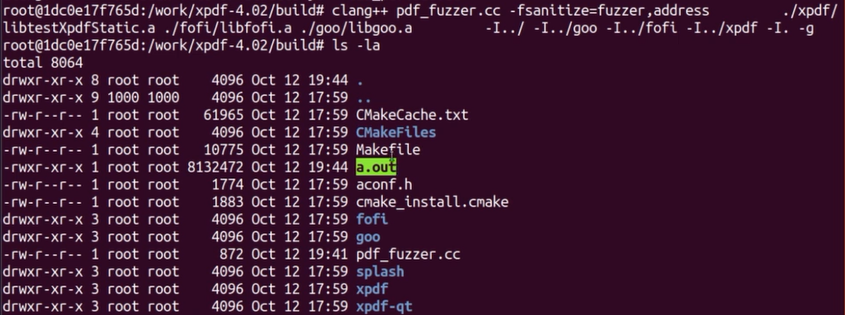 root@1dc0e17f765d:/work/xpdf-4.02/build# clang++ pdf_fuzzer.cc -fsanitize=fuzzer,address ./xpdf/
libtestXpdfStatic.a ./fofi/libfofi.a ./goo/libgoo.a -I../ -I../goo -I../fofi -I../xpdf -I. -g
root@1dc0e17f765d:/work/xpdf-4.02/build# ls -la
total 8064
drwxr-xr-x 8 root root 4096 Oct 12 19:44 .
drwxr-xr-x 9 1000 1000 4096 Oct 12 17:59 ..
-rw-r--r-- 1 root root 61965 Oct 12 17:59 CMakeCache.txt
drwxr-xr-x 4 root root 4096 Oct 12 17:59 CMakeFiles
-rw-r--r-- 1 root root 10775 Oct 12 17:59 Makefile
-rwxr-xr-x 1 root root 8132472 Oct 12 19:44 a.out
-rw-r--r-- 1 root root 1774 Oct 12 17:59 aconf.h
-rw-r--r-- 1 root root 1883 Oct 12 17:59 cmake_install.cmake
drwxr-xr-x 3 root root 4096 Oct 12 17:59 fofi
drwxr-xr-x 3 root root 4096 Oct 12 17:59 goo
-rw-r--r-- 1 root root 872 Oct 12 19:41 pdf_fuzzer.cc
drwxr-xr-x 3 root root 4096 Oct 12 17:59 splash
drwxr-xr-x 3 root root 4096 Oct 12 17:59 xpdf
drwxr-xr-x 3 root root 4096 Oct 12 17:59 xpdf-qt